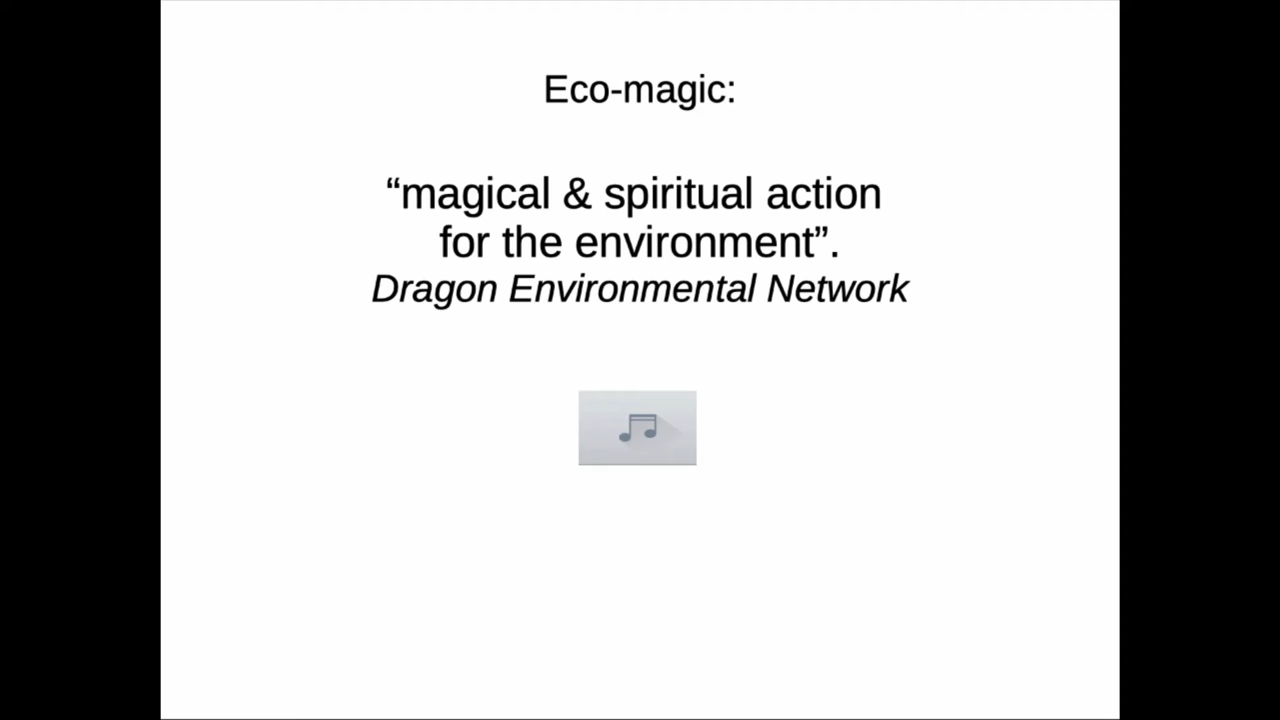 Eco-magic:
“magical & spiritual action
for the environment”.
Dragon Environmental Network